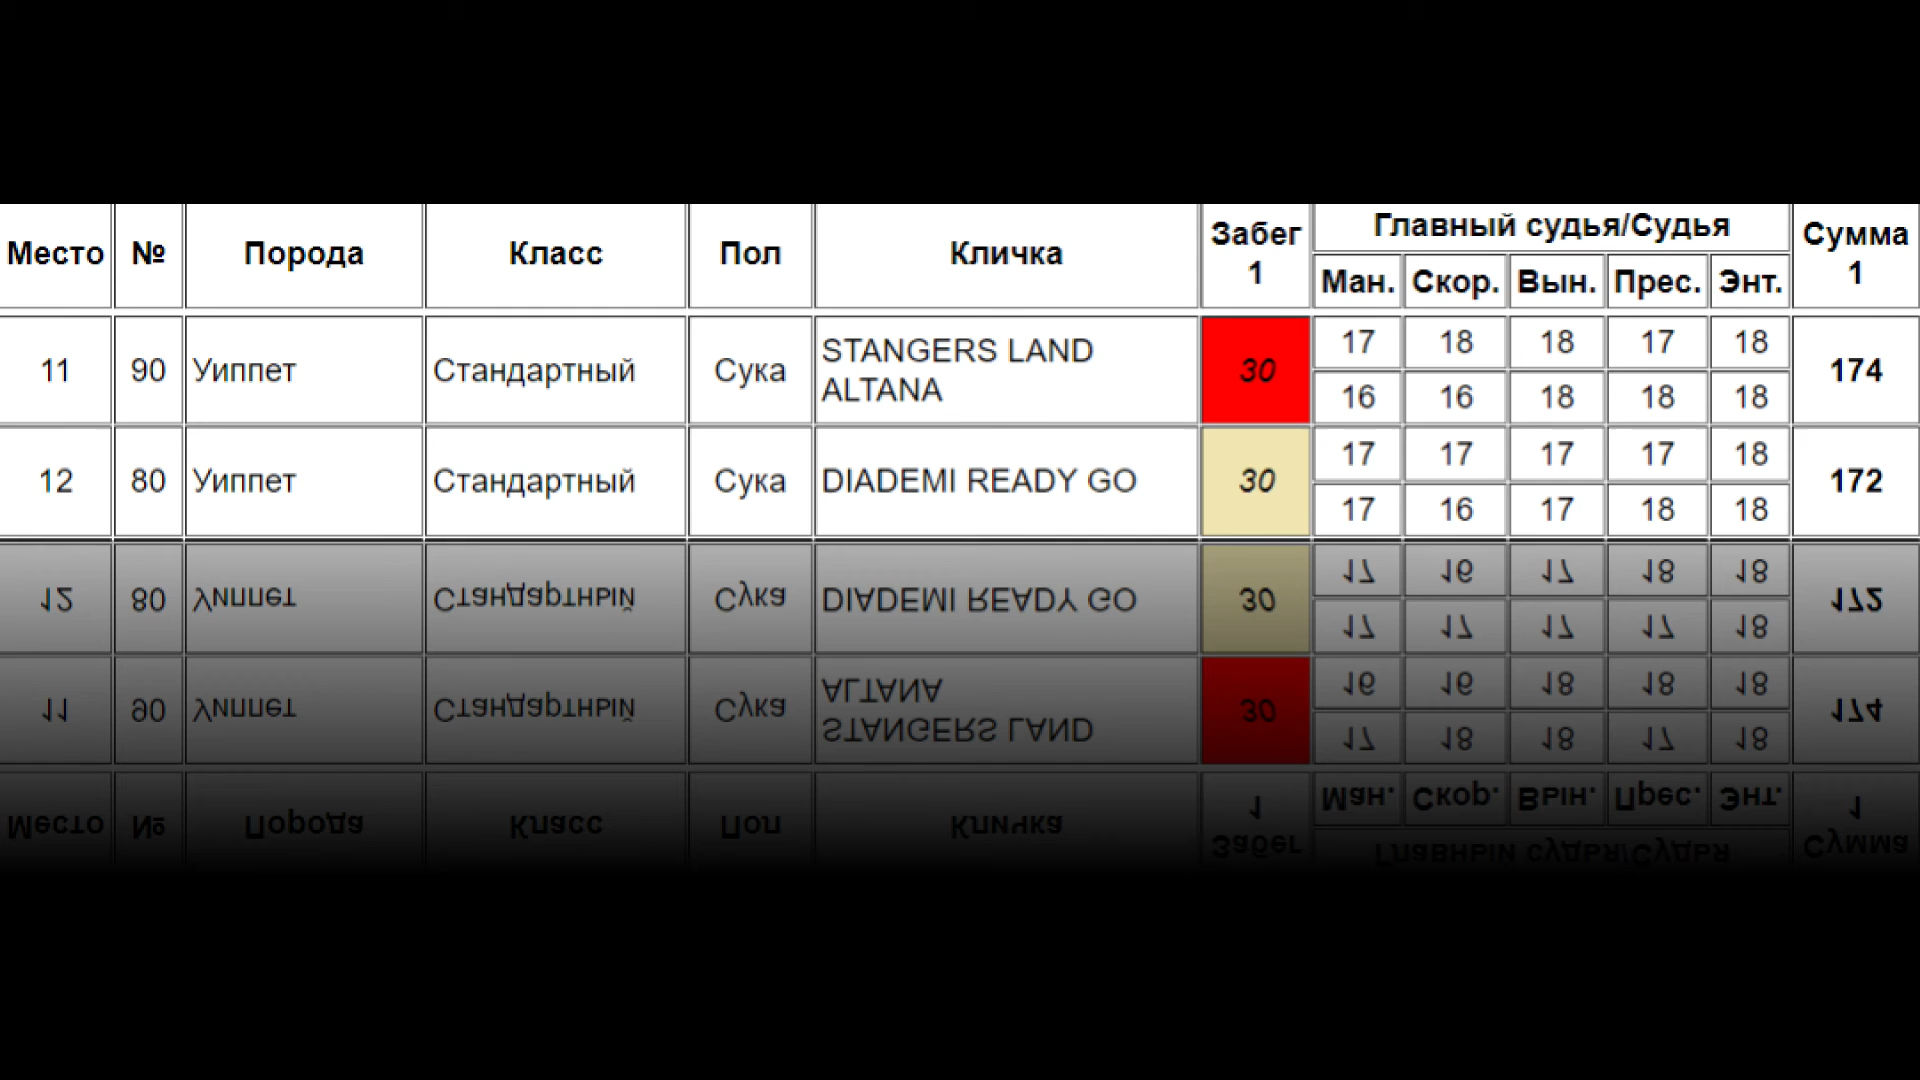 Место № Порода Класс Пол Кличка Забег 1 Главный судья/Судья Сумма 1
Ман. Скор. Вын. Прес. Энт.
11 90 Уиппет Стандартный Сука STANGERS LAND ALTANA 30 17 18 18 17 18 174
16 16 18 18 18
12 80 Уиппет Стандартный Сука DIADEMI READY GO 30 17 17 17 17 18 172
17 16 17 18 18